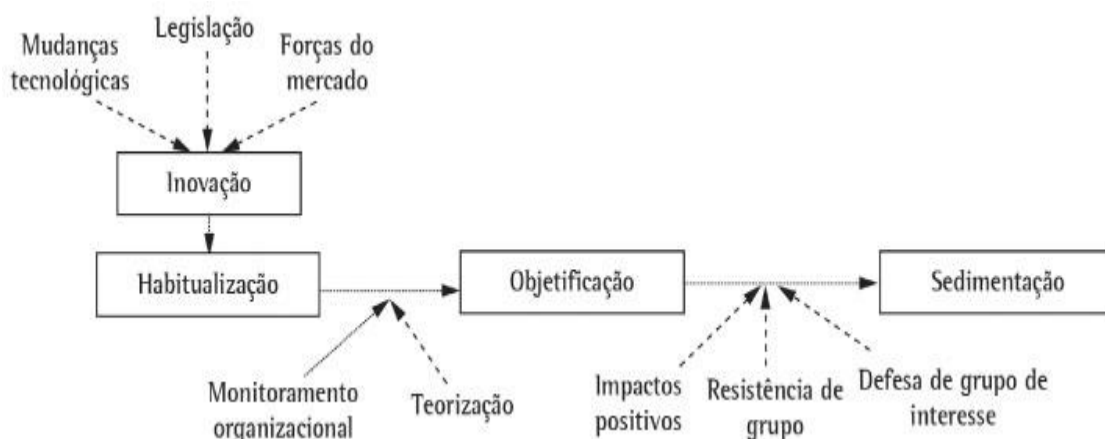 Legislação
Mudanças
tecnológicas
Forças do
mercado
Inovação
Habitualização
Objetificação
Sedimentação
Monitoramento
organizacional
Teorização
Impactos
positivos
Resistência de
grupo
Defesa de grupo de
interesse